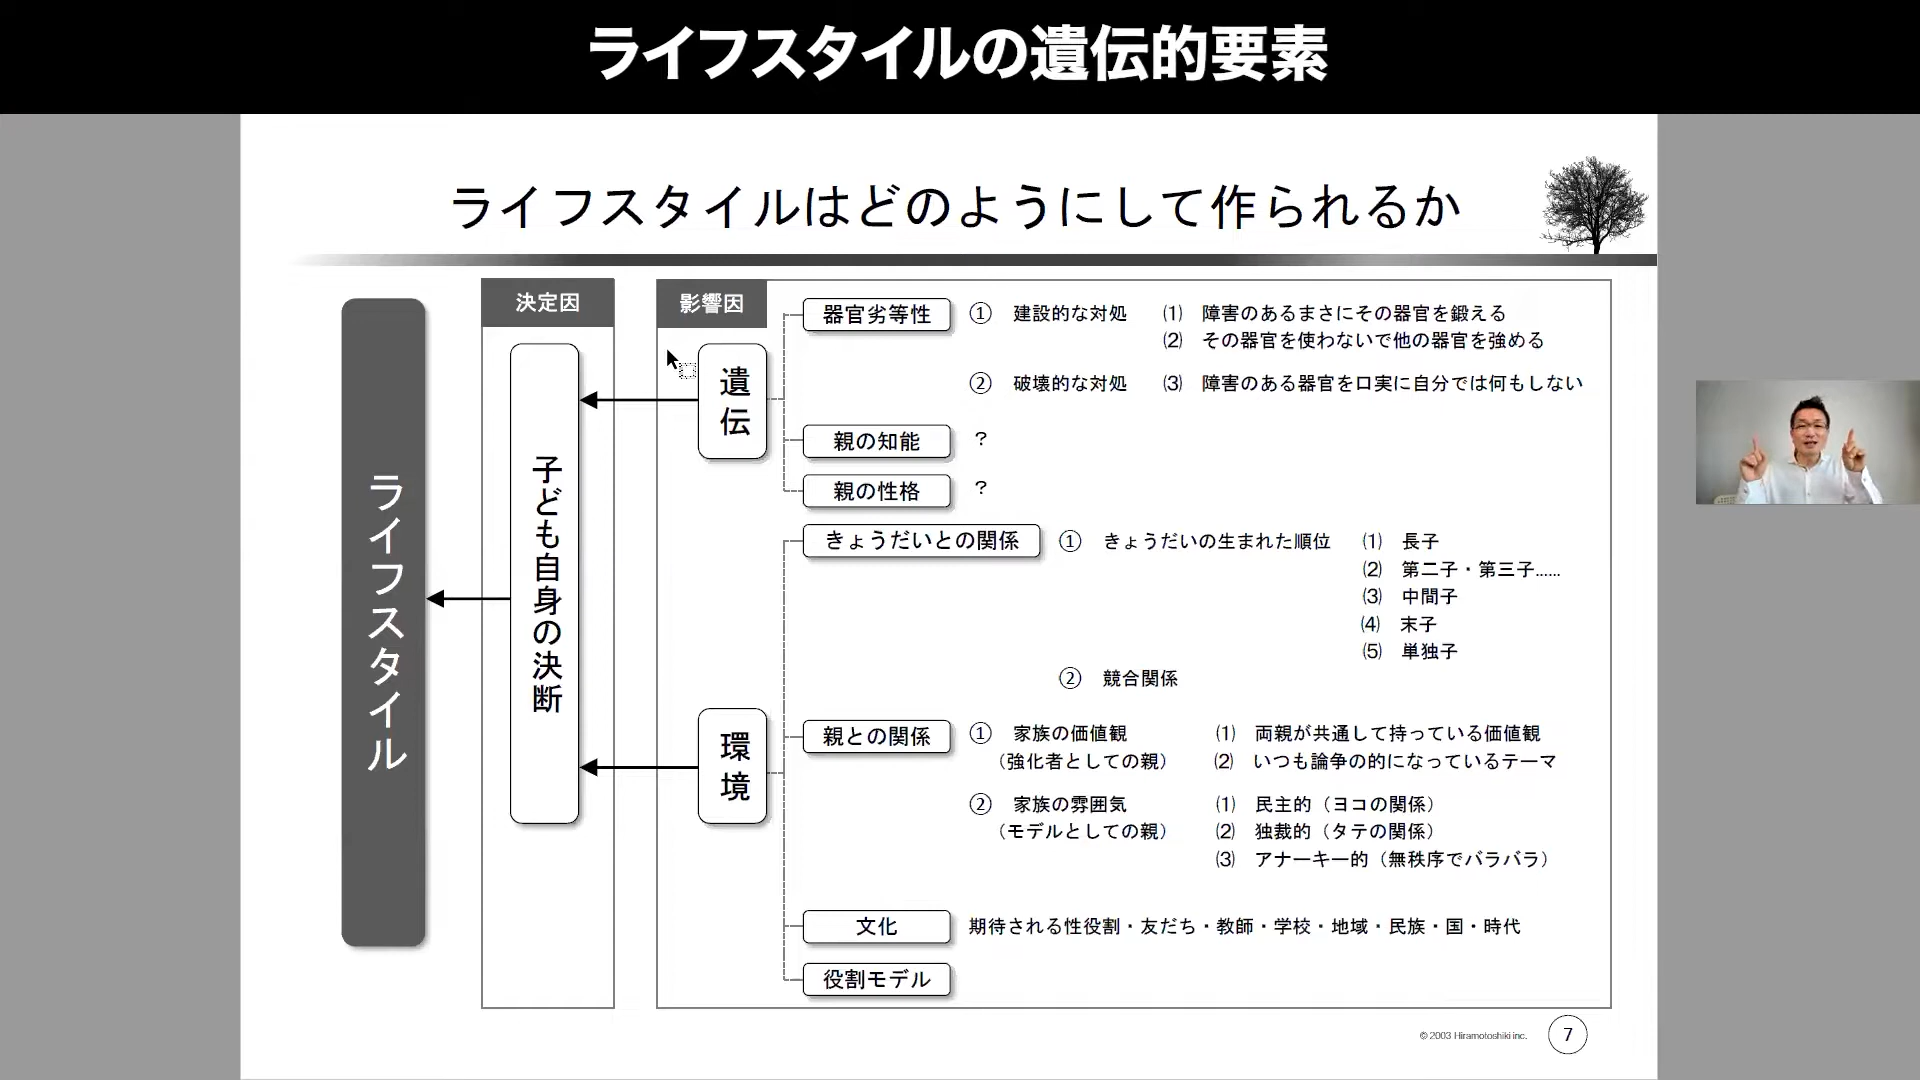 ライフスタイルの遺伝的要素
ライフスタイルはどのようにして作られるか
ライフスタイル
決定因
子ども自身の決断
影響因
遺伝
器官劣等性
① 建設的な対処
(1) 障害のあるまさにその器官を鍛える
(2) その器官を使わないで他の器官を強める
② 破壊的な対処
(3) 障害のある器官を口実に自分では何もしない
親の知能 ？
親の性格 ？
環境
きょうだいとの関係
① きょうだいの生まれた順位
(1) 長子
(2) 第二子・第三子……
(3) 中間子
(4) 末子
(5) 単独子
② 競合関係
親との関係
① 家族の価値観
（強化者としての親）
(1) 両親が共通して持っている価値観
(2) いつも論争の的になっているテーマ
② 家族の雰囲気
（モデルとしての親）
(1) 民主的（ヨコの関係）
(2) 独裁的（タテの関係）
(3) アナーキー的（無秩序でバラバラ）
文化
期待される性役割・友だち・教師・学校・地域・民族・国・時代
役割モデル
© 2003 Hiramotoshiki inc.
7